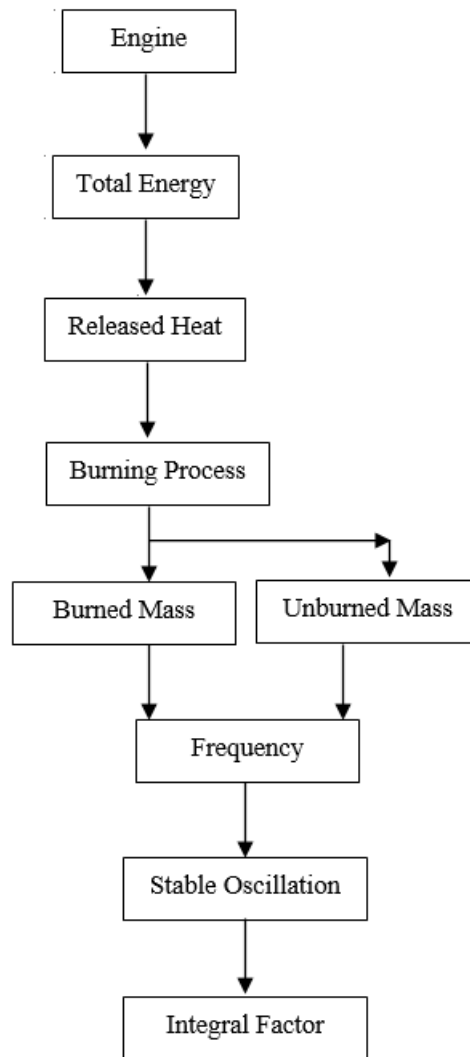 Engine
Total Energy
Released Heat
Burning Process
Burned Mass
Unburned Mass
Frequency
Stable Oscillation
Integral Factor